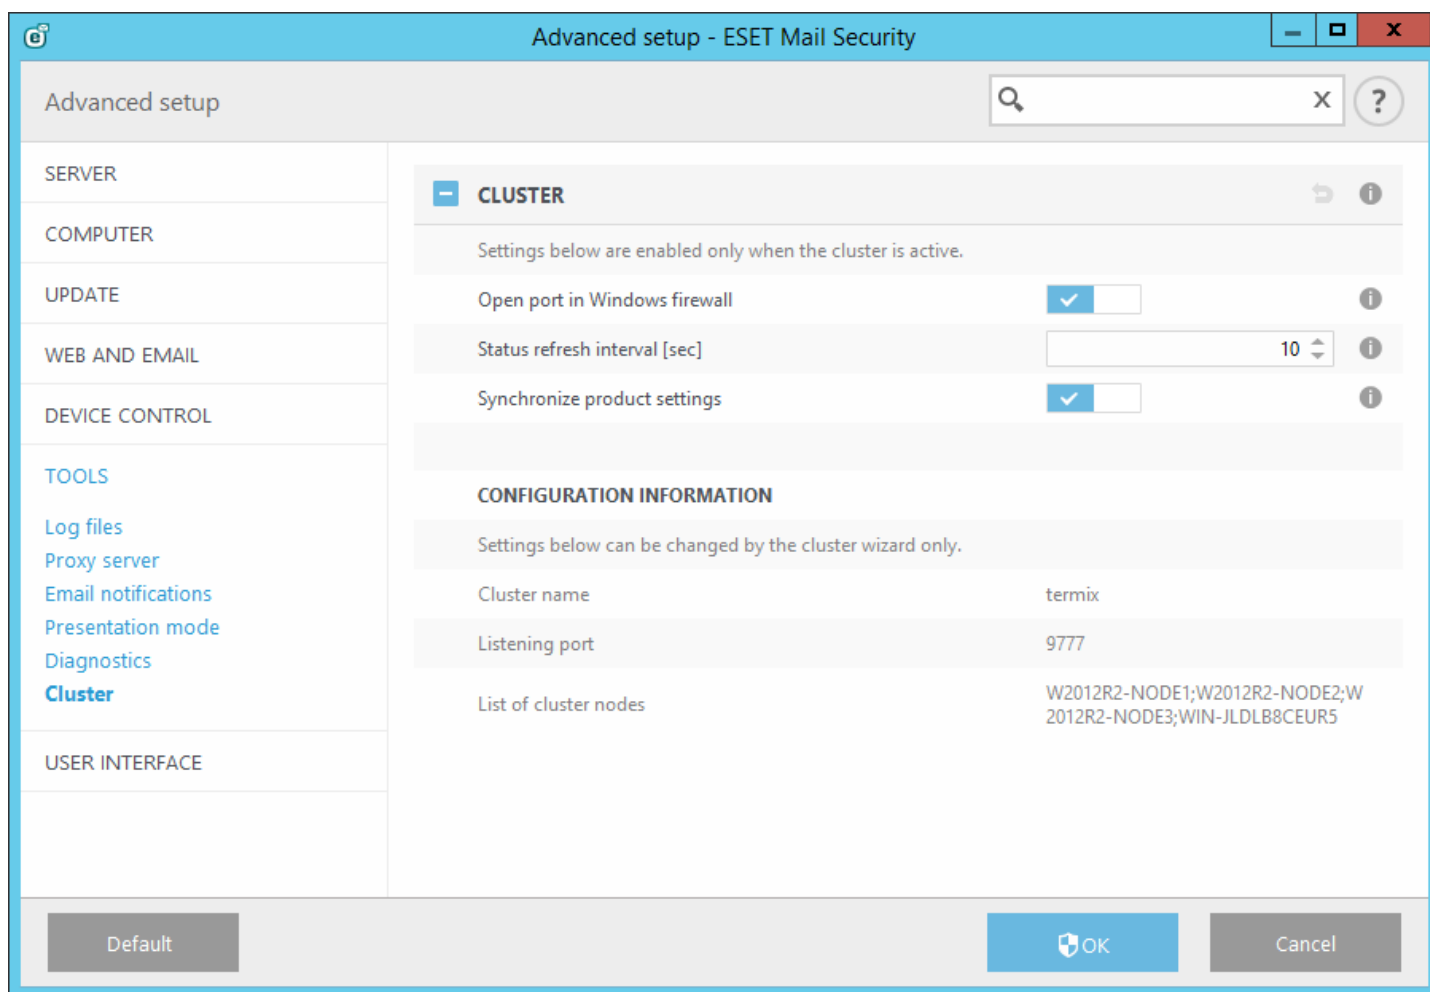 Advanced setup - ESET Mail Security
Advanced setup
SERVER
COMPUTER
UPDATE
WEB AND EMAIL
DEVICE CONTROL
TOOLS
Log files
Proxy server
Email notifications
Presentation mode
Diagnostics
Cluster
USER INTERFACE
CLUSTER
Settings below are enabled only when the cluster is active.
Open port in Windows firewall
Status refresh interval [sec] 10
Synchronize product settings
CONFIGURATION INFORMATION
Settings below can be changed by the cluster wizard only.
Cluster name termix
Listening port 9777
List of cluster nodes W2012R2-NODE1;W2012R2-NODE2;W
2012R2-NODE3;WIN-JLDLB8CEUR5
Default OK Cancel